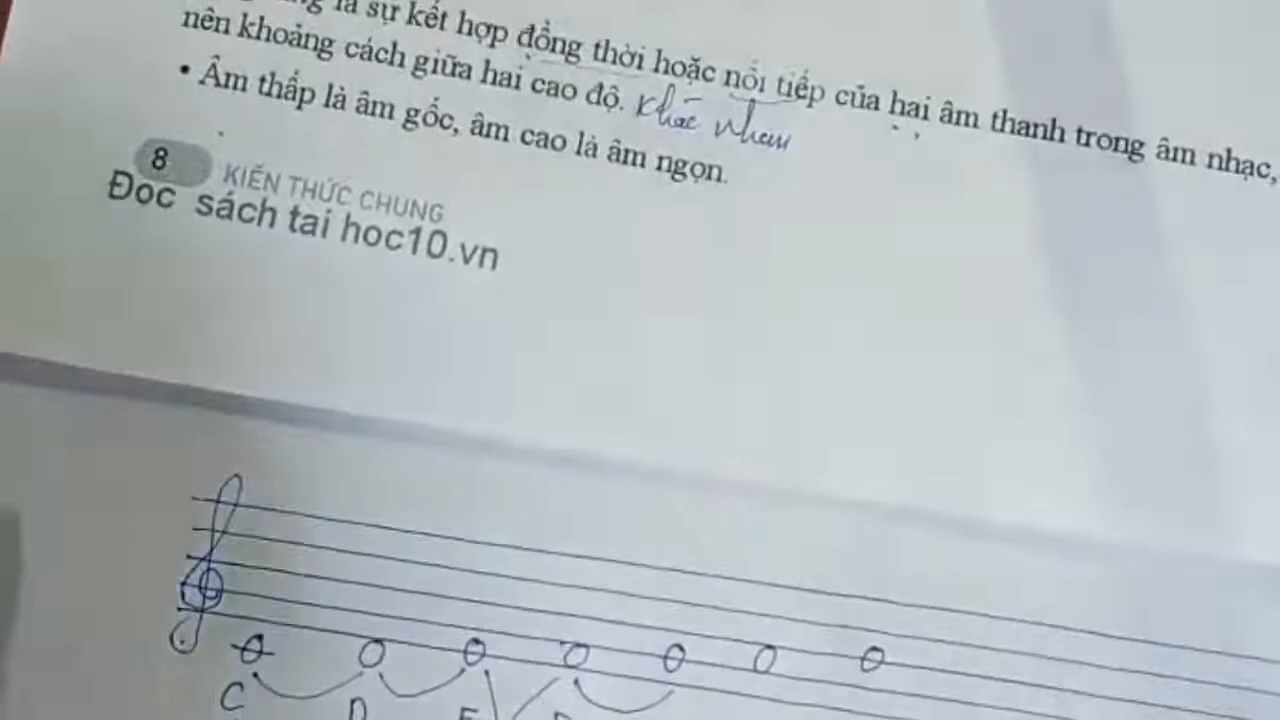 là sự kết hợp đồng thời hoặc nối tiếp của hai âm thanh trong âm nhạc,
nên khoảng cách giữa hai cao độ. khác nhau
• Âm thấp là âm gốc, âm cao là âm ngọn.
8 KIẾN THỨC CHUNG
Đọc sách tại hoc10.vn
C D E